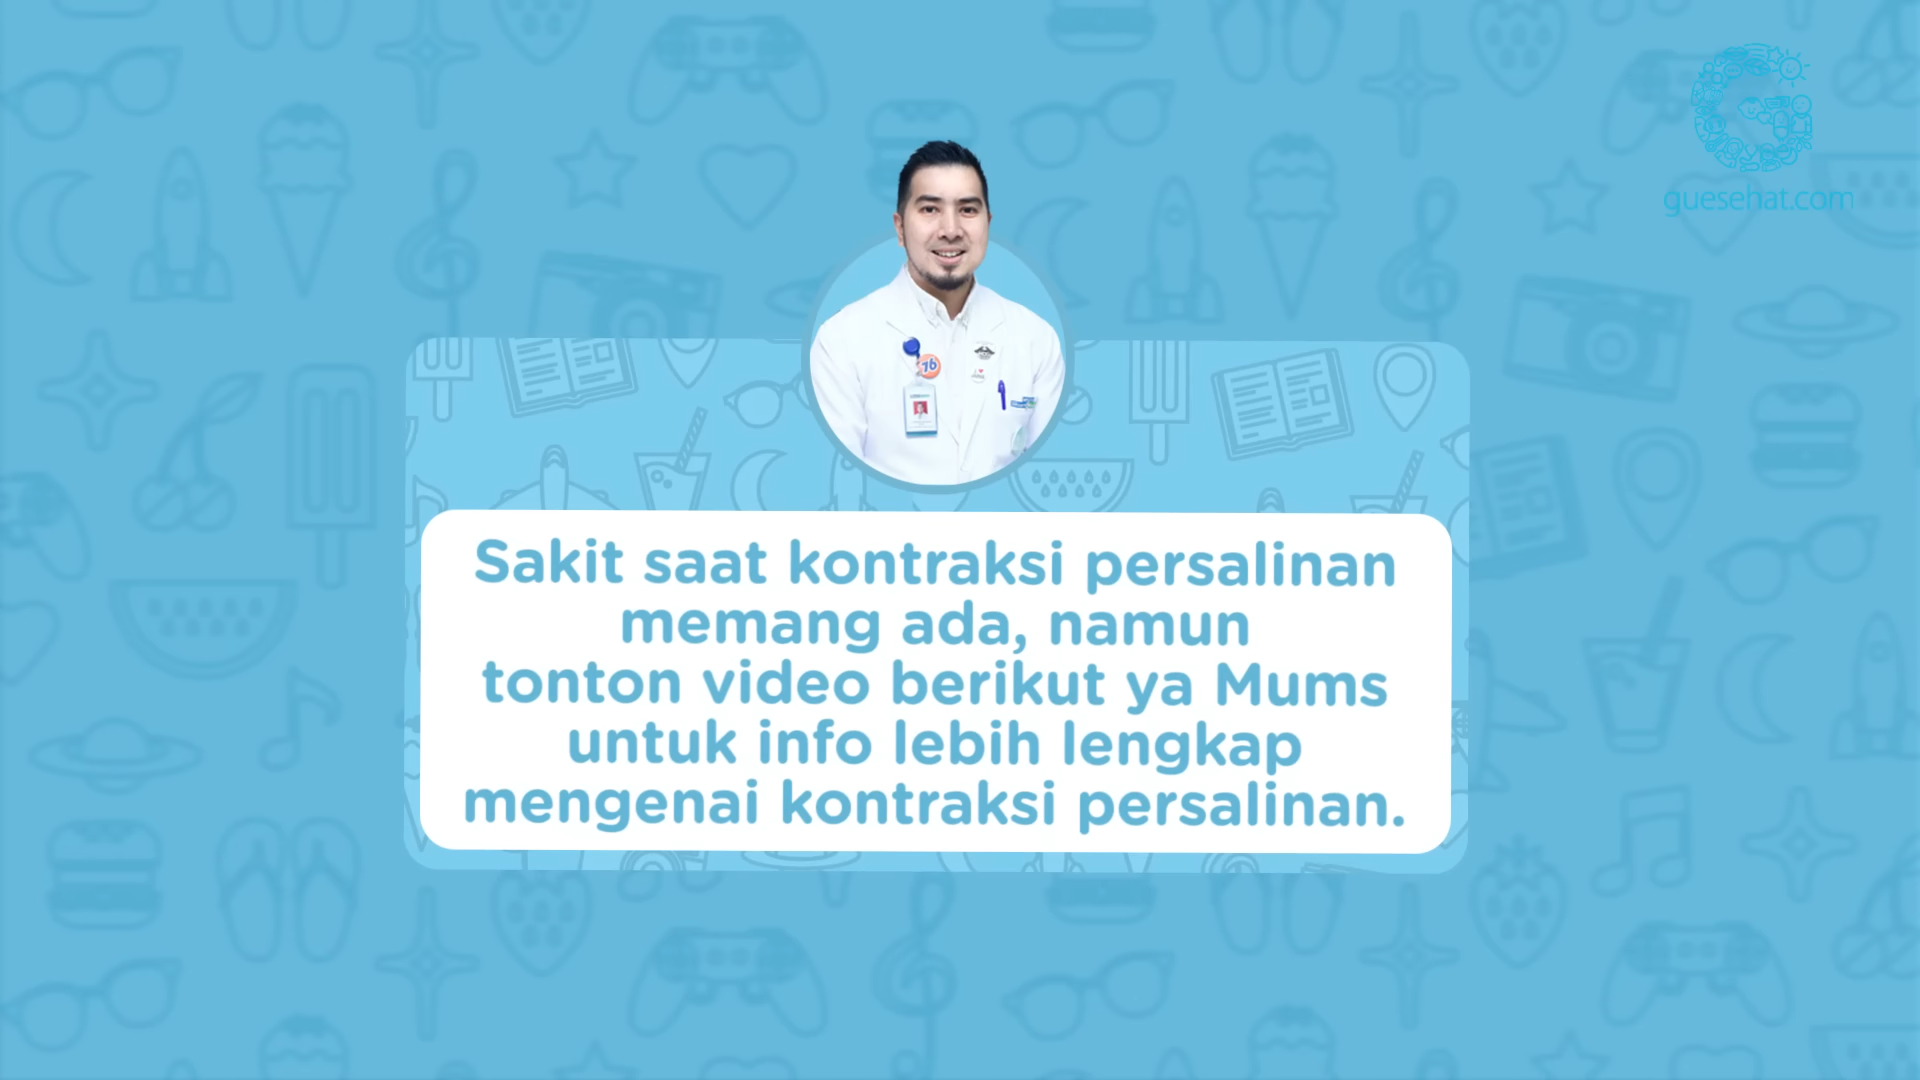 guesehat.com
76
Sakit saat kontraksi persalinan
memang ada, namun
tonton video berikut ya Mums
untuk info lebih lengkap
mengenai kontraksi persalinan.